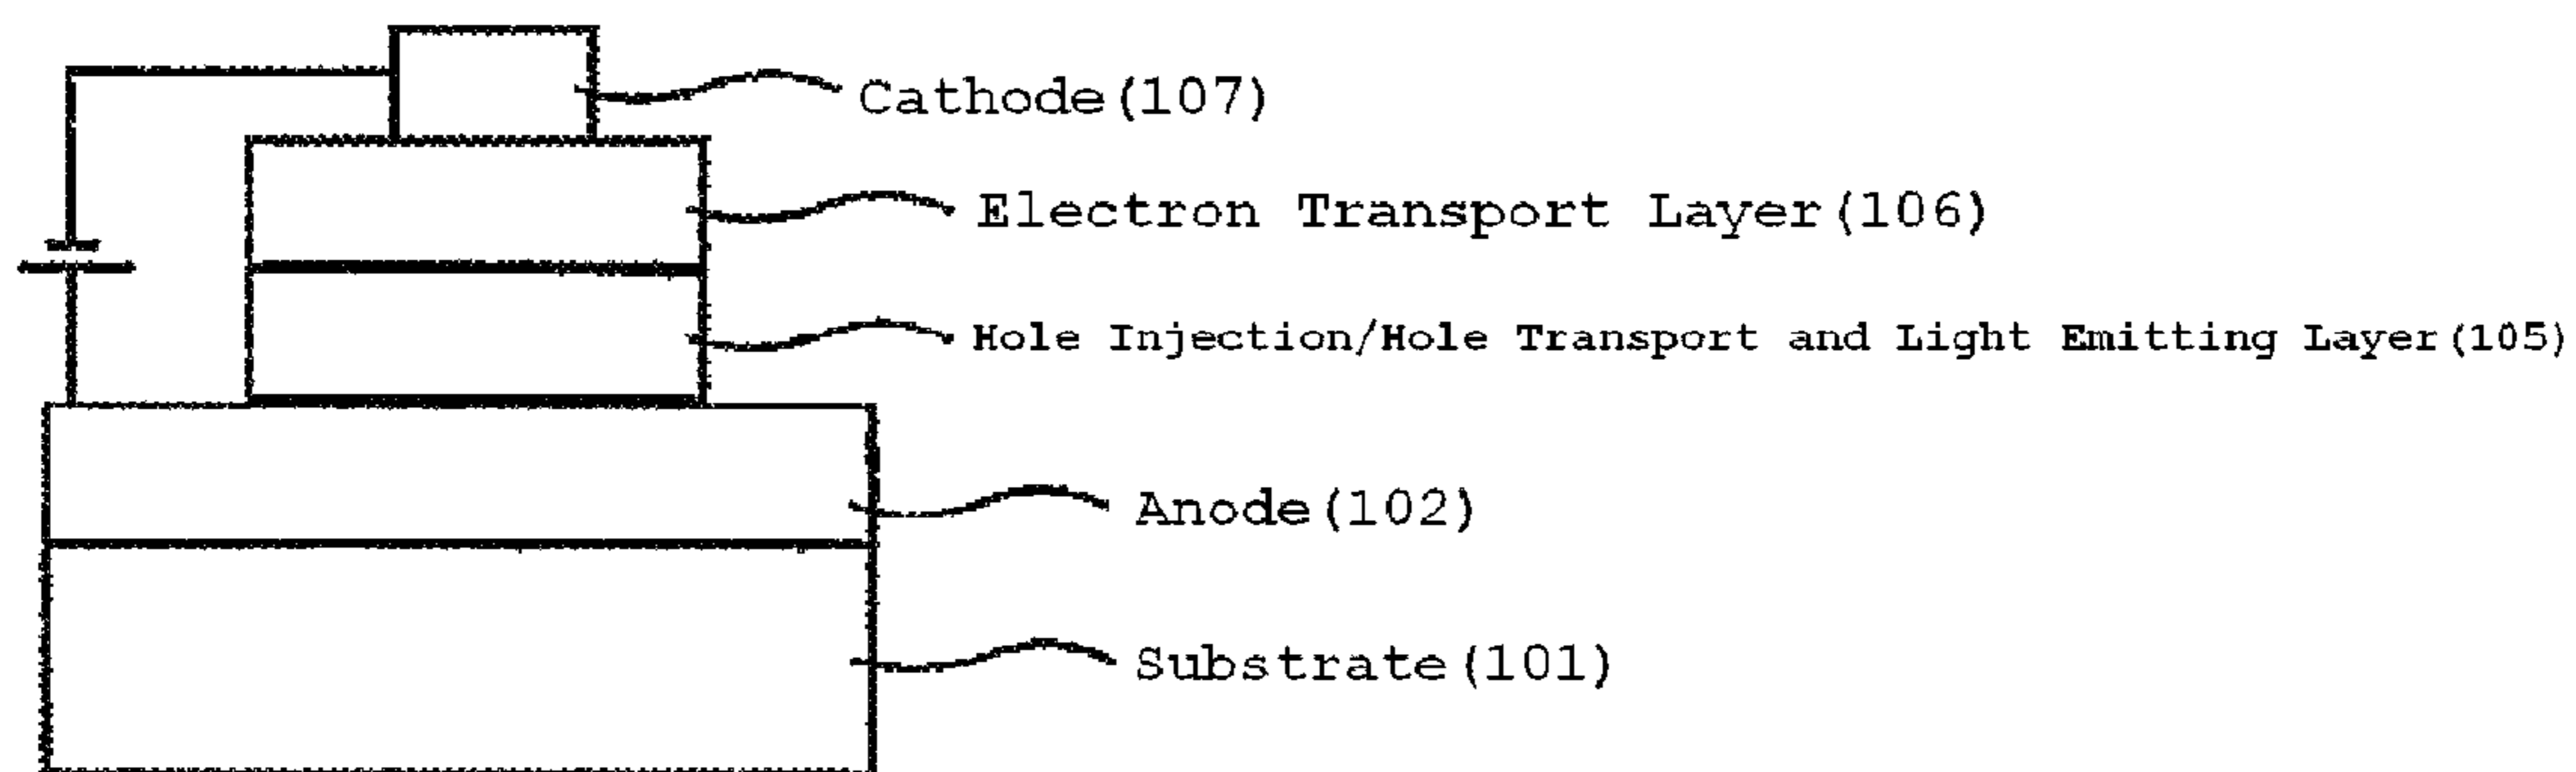 Cathode(107)
Electron Transport Layer(106)
Hole Injection/Hole Transport and Light Emitting Layer(105)
Anode(102)
Substrate(101)